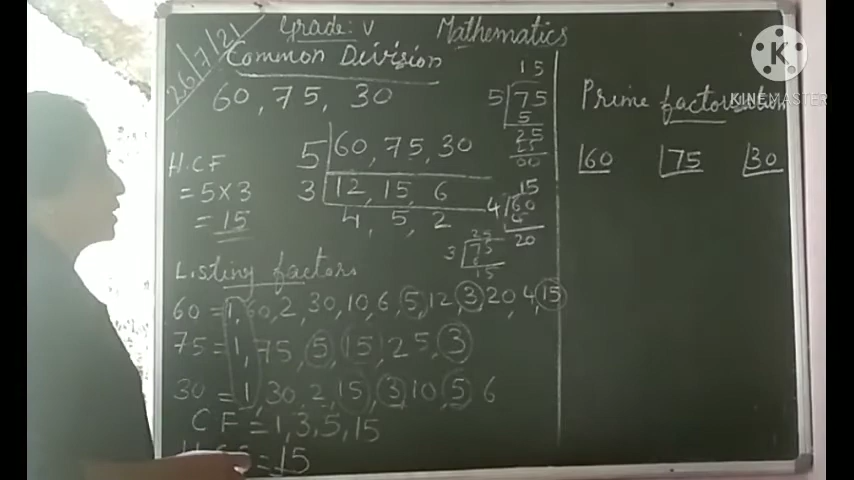 26/7/21
Grade: V Mathematics
Common Division
60, 75, 30
5 | 60, 75, 30
3 | 12, 15, 6
4, 5, 2
H.C.F
= 5 × 3
= 15
15
5 75
5
25
25
00
15
4 60
4
20
25
3 75
6
15
Listing factors
60 = 1, 60, 2, 30, 10, 6, 5, 12, 3, 20, 4, 15
75 = 1, 75, 5, 15, 25, 3
30 = 1, 30, 2, 15, 3, 10, 5, 6
CF = 1, 3, 5, 15
= 15
Prime factorisation
60 75 30
K
KINEMASTER